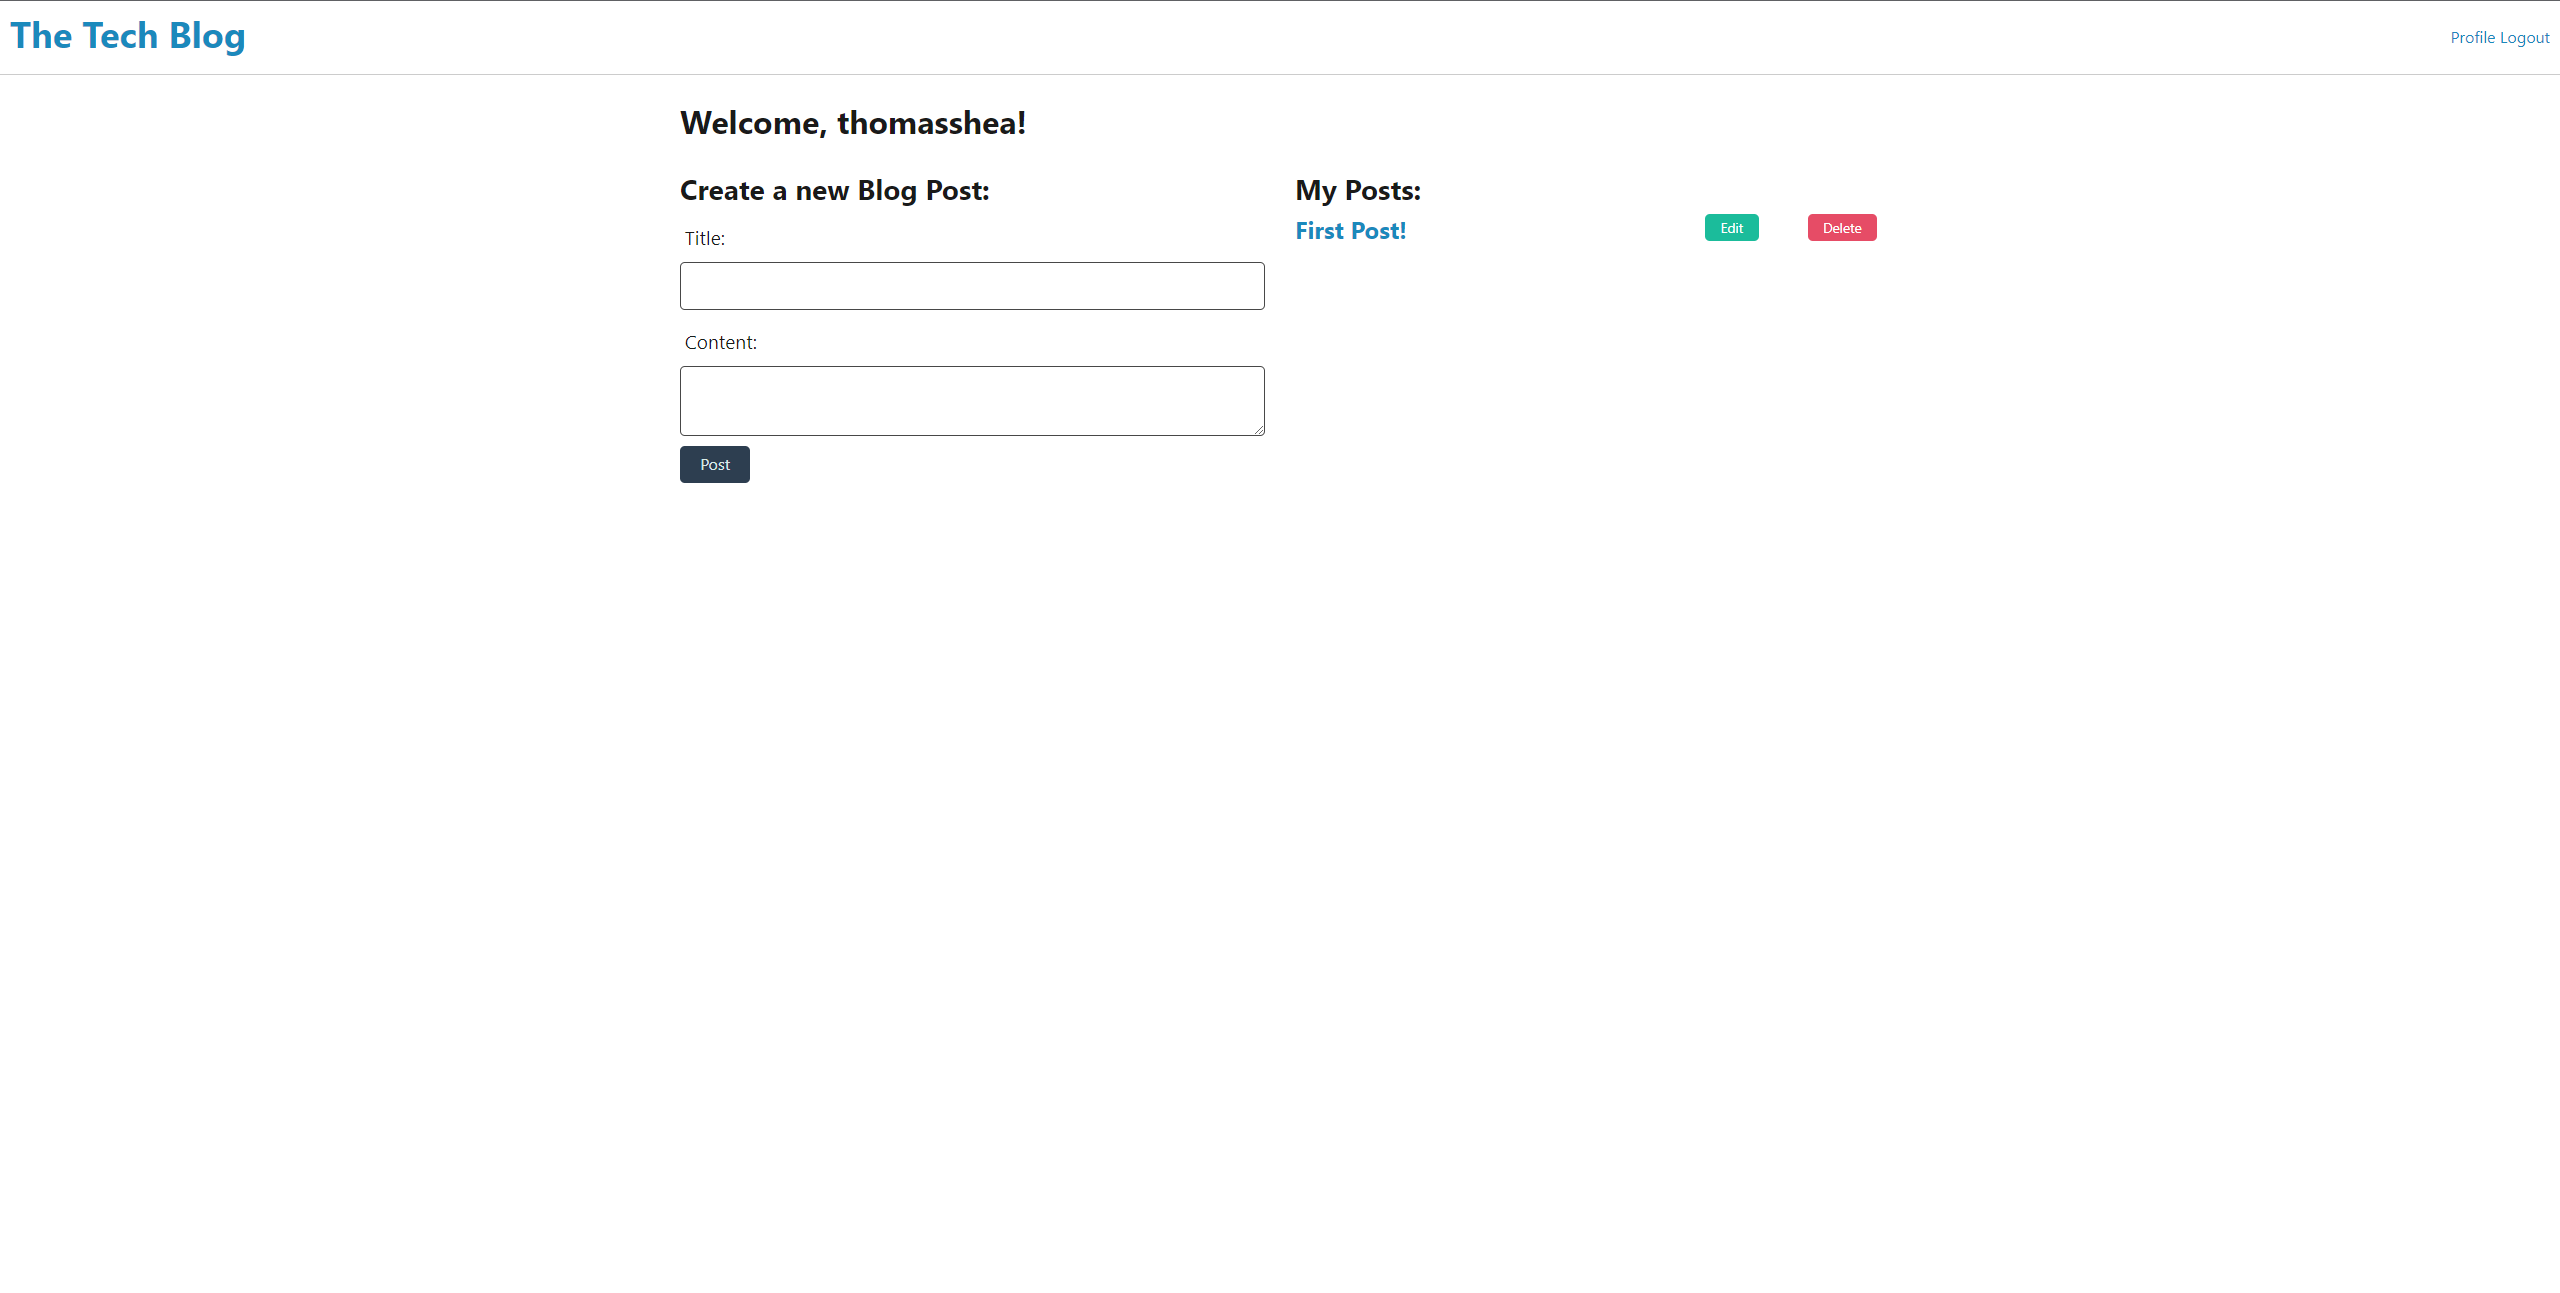 The Tech Blog
Profile Logout
Welcome, thomasshea!
Create a new Blog Post:
Title:
Content:
Post
My Posts:
First Post!
Edit
Delete